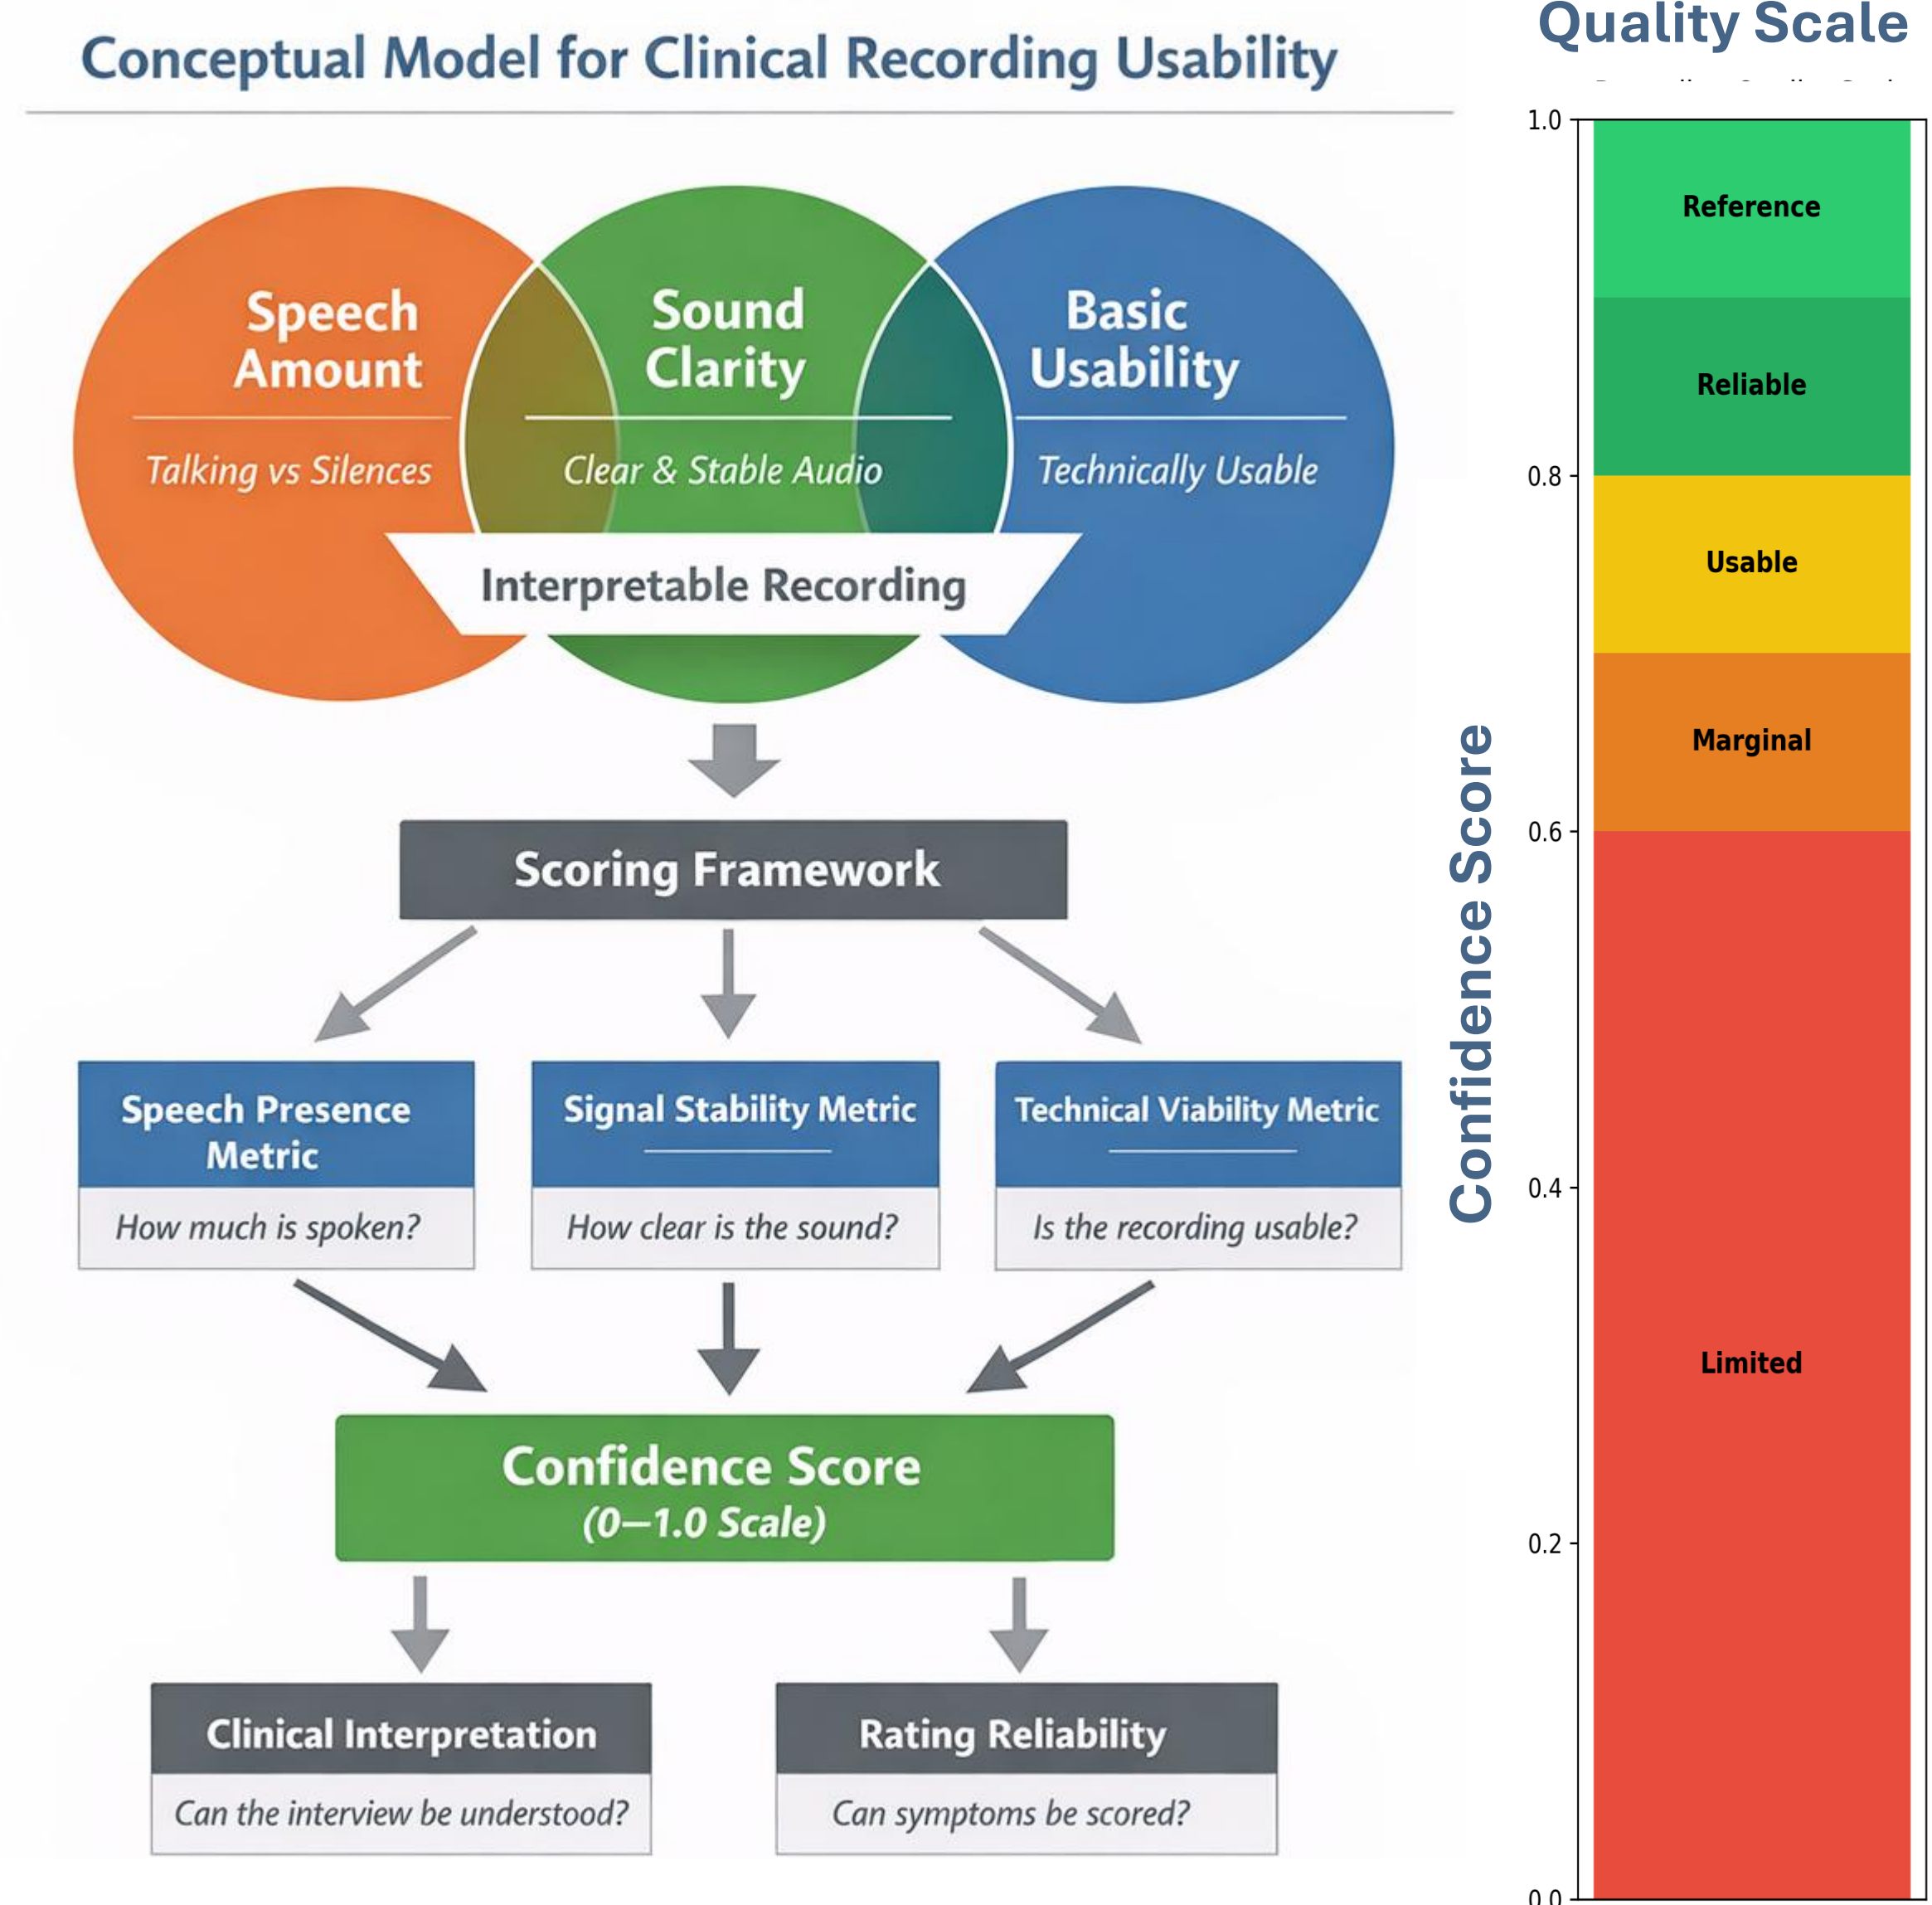 Conceptual Model for Clinical Recording Usability
Speech
Amount
Talking vs Silences
Sound
Clarity
Clear & Stable Audio
Basic
Usability
Technically Usable
Interpretable Recording
Scoring Framework
Speech Presence
Metric
How much is spoken?
Signal Stability Metric
How clear is the sound?
Technical Viability Metric
Is the recording usable?
Confidence Score
(0–1.0 Scale)
Clinical Interpretation
Can the interview be understood?
Rating Reliability
Can symptoms be scored?
Quality Scale
Confidence Score
1.0
0.8
0.6
0.4
0.2
0.0
Reference
Reliable
Usable
Marginal
Limited